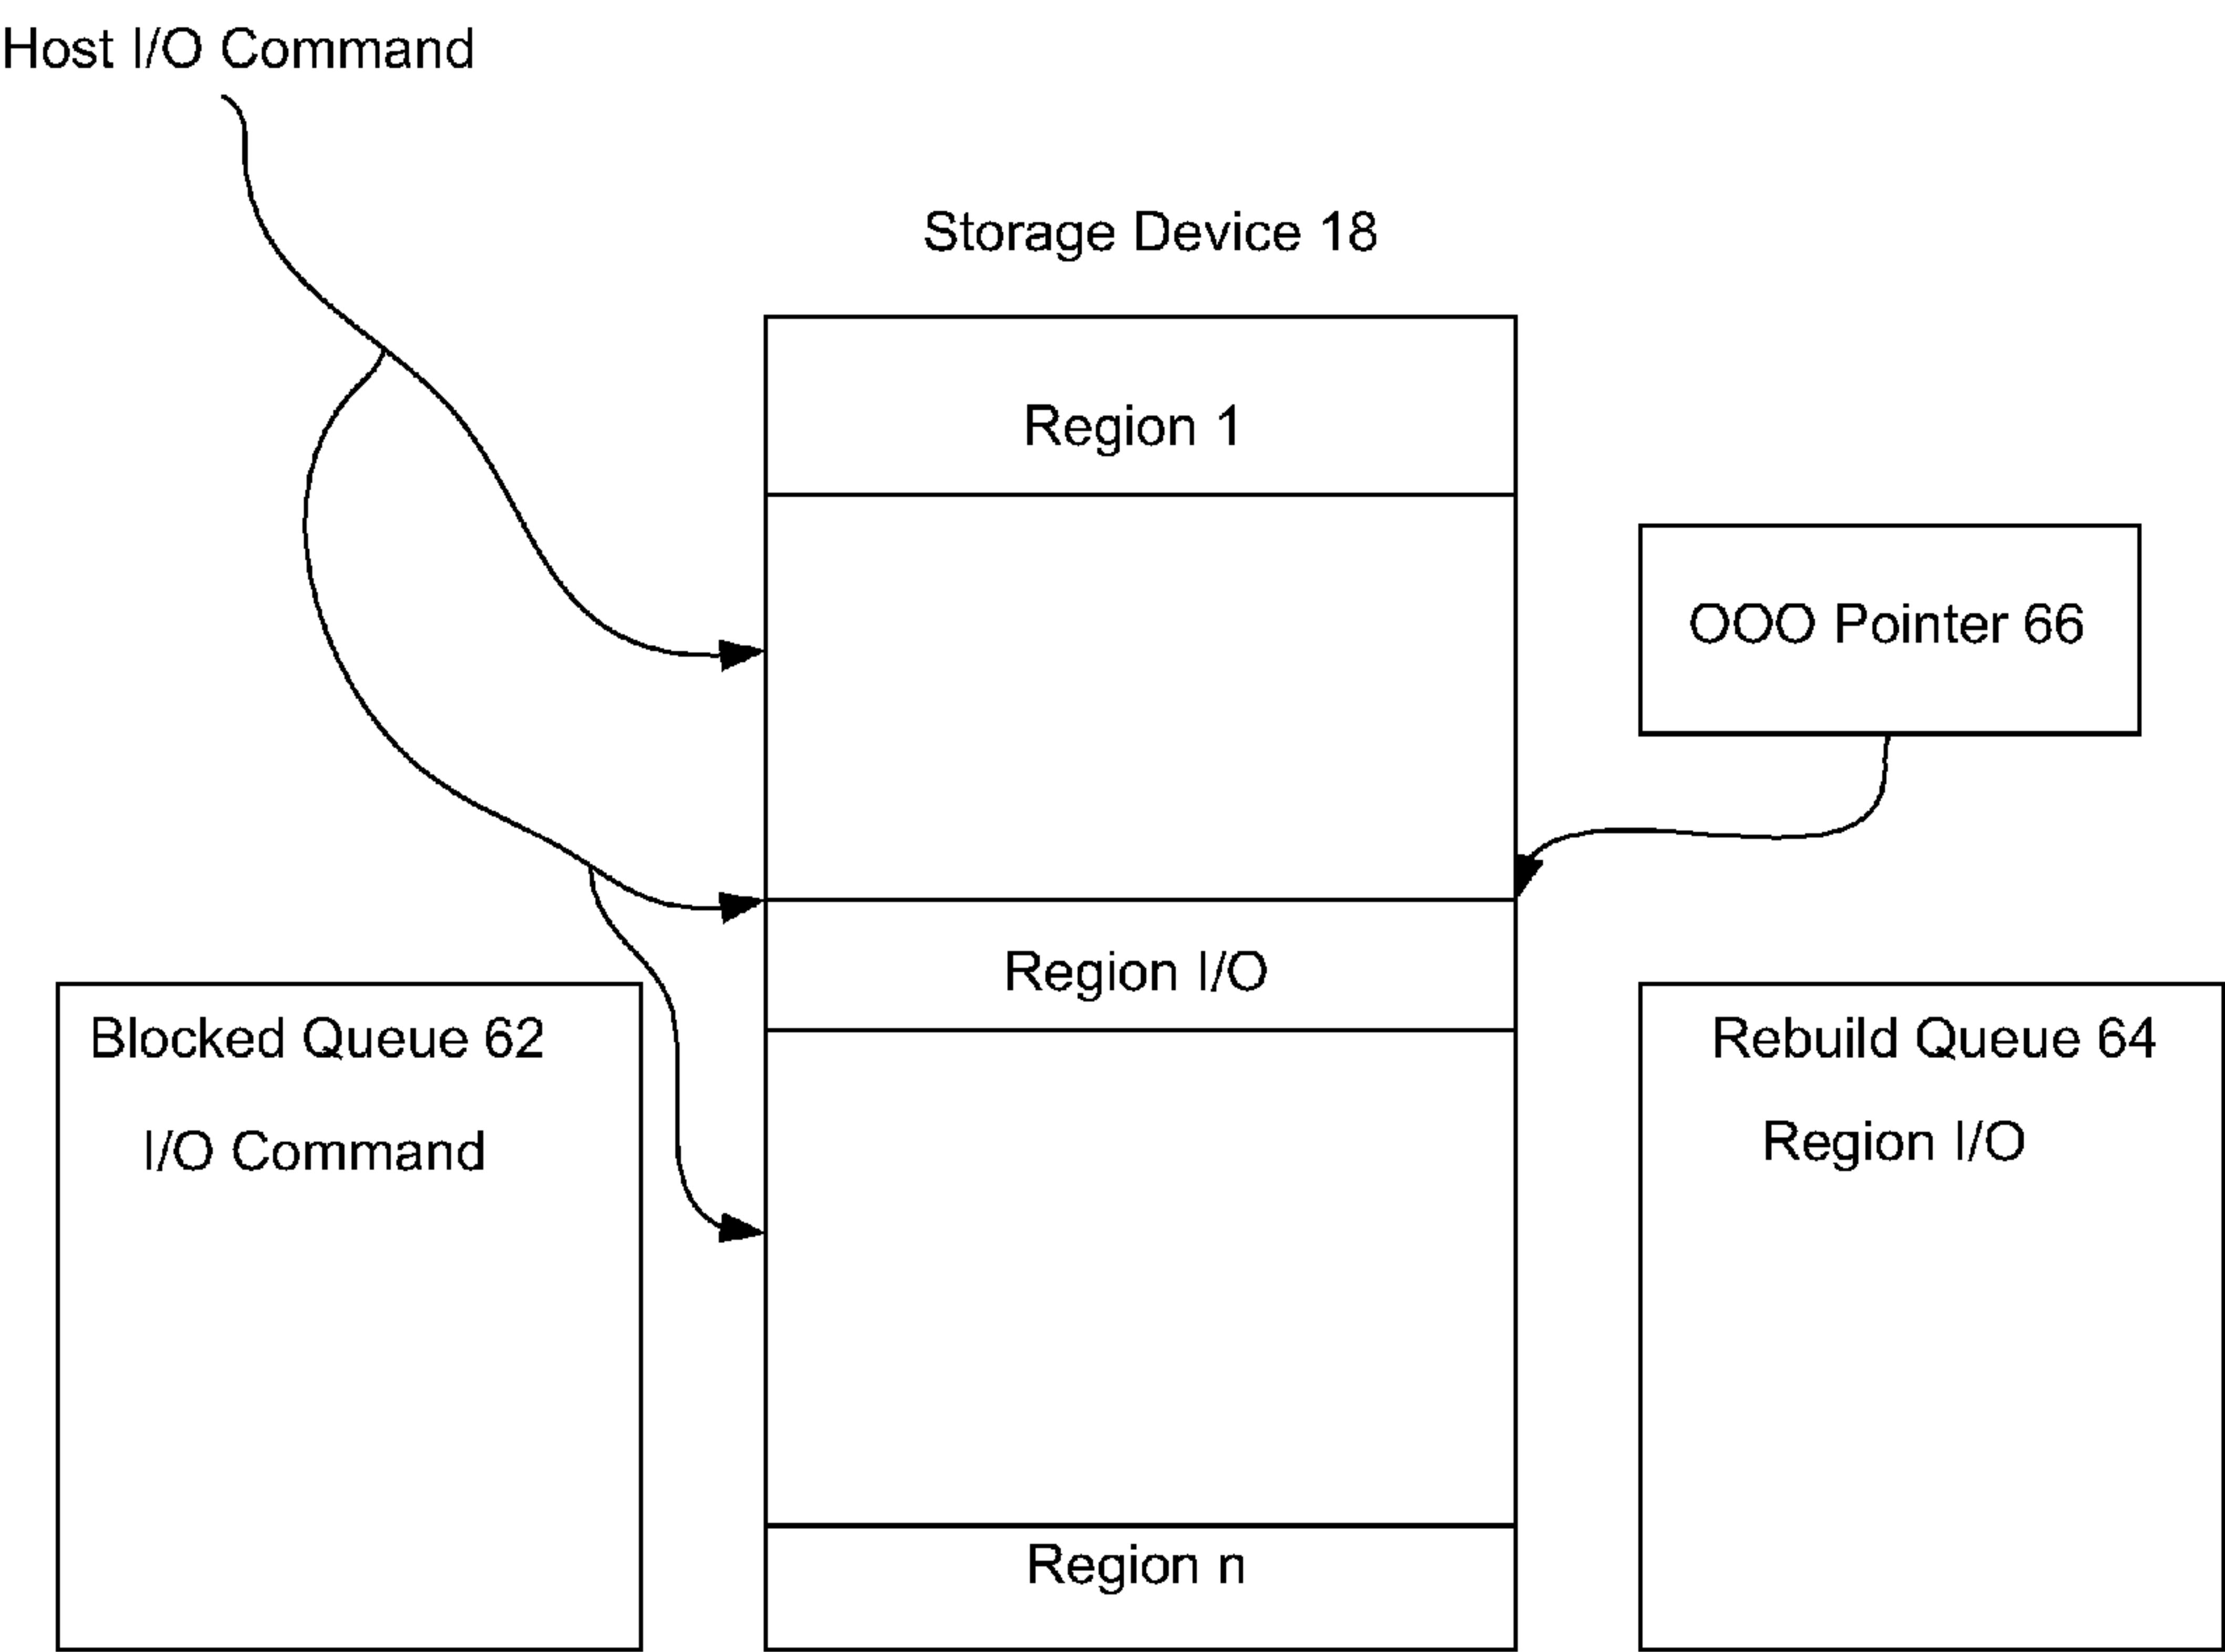 Host I/O Command
Storage Device 18
Region 1
OOO Pointer 66
Region I/O
Blocked Queue 62
I/O Command
Rebuild Queue 64
Region I/O
Region n